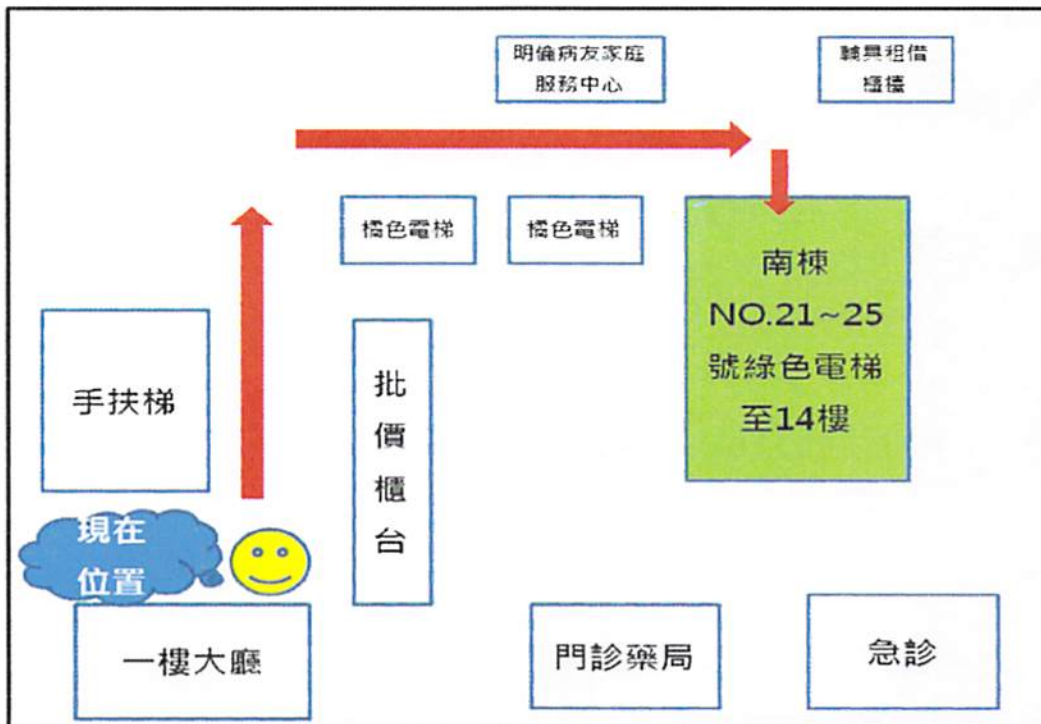 明倫病友家庭
服務中心
輔具租借
櫃檯
橘色電梯
橘色電梯
南棟
NO.21~25
號綠色電梯
至14樓
手扶梯
批
價
櫃
台
現在
位置
一樓大廳
門診藥局
急診